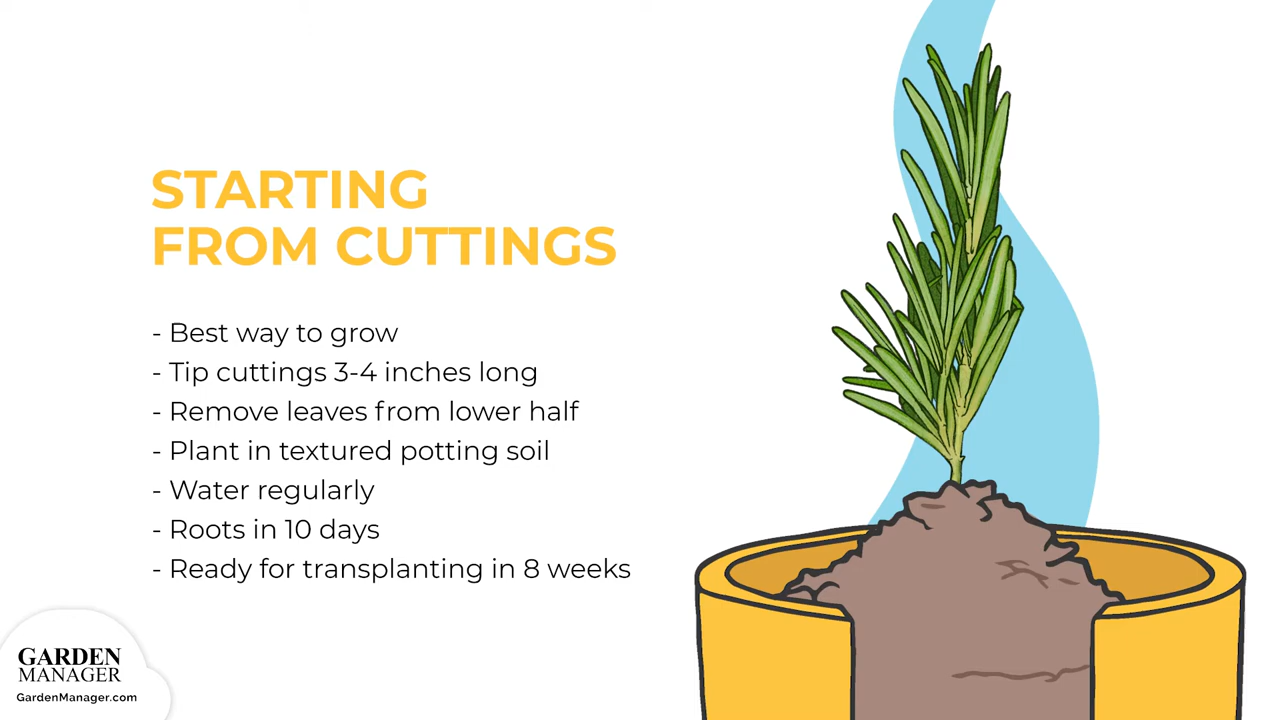 STARTING
FROM CUTTINGS
- Best way to grow
- Tip cuttings 3-4 inches long
- Remove leaves from lower half
- Plant in textured potting soil
- Water regularly
- Roots in 10 days
- Ready for transplanting in 8 weeks
GARDEN
MANAGER
GardenManager.com